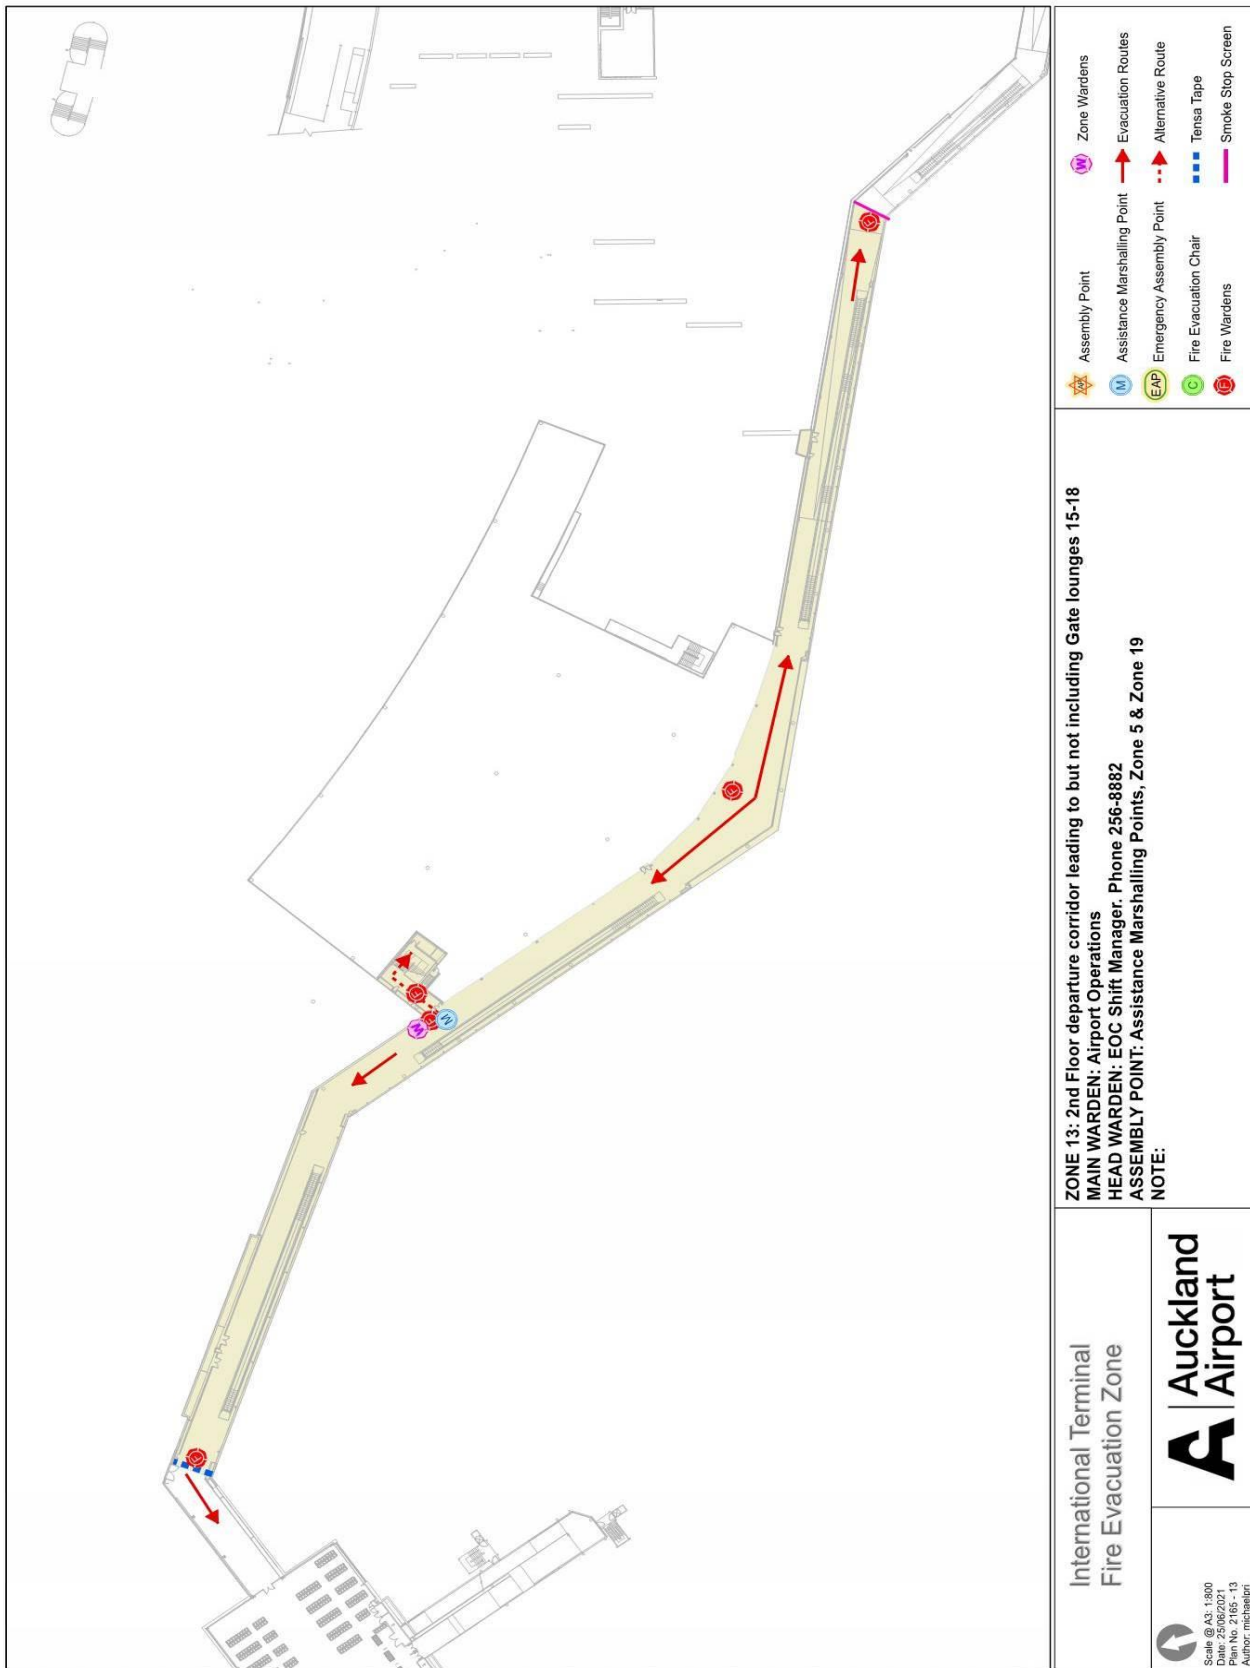 ZONE 13: 2nd Floor departure corridor leading to but not including Gate lounges 15-18
MAIN WARDEN: Airport Operations
HEAD WARDEN: EOC Shift Manager. Phone 256-8882
ASSEMBLY POINT: Assistance Marshalling Points, Zone 5 & Zone 19
NOTE:
International Terminal
Fire Evacuation Zone
Auckland
Airport
Scale @ A3: 1:800
Date: 25/06/2021
Plan No. 2165 - 13
Author: michaelpri
AP
Assembly Point
M
Assistance Marshalling Point
EAP
Emergency Assembly Point
C
Fire Evacuation Chair
F
Fire Wardens
W
Zone Wardens
Evacuation Routes
Alternative Route
Tensa Tape
Smoke Stop Screen
F
W
F
F
M
F
F